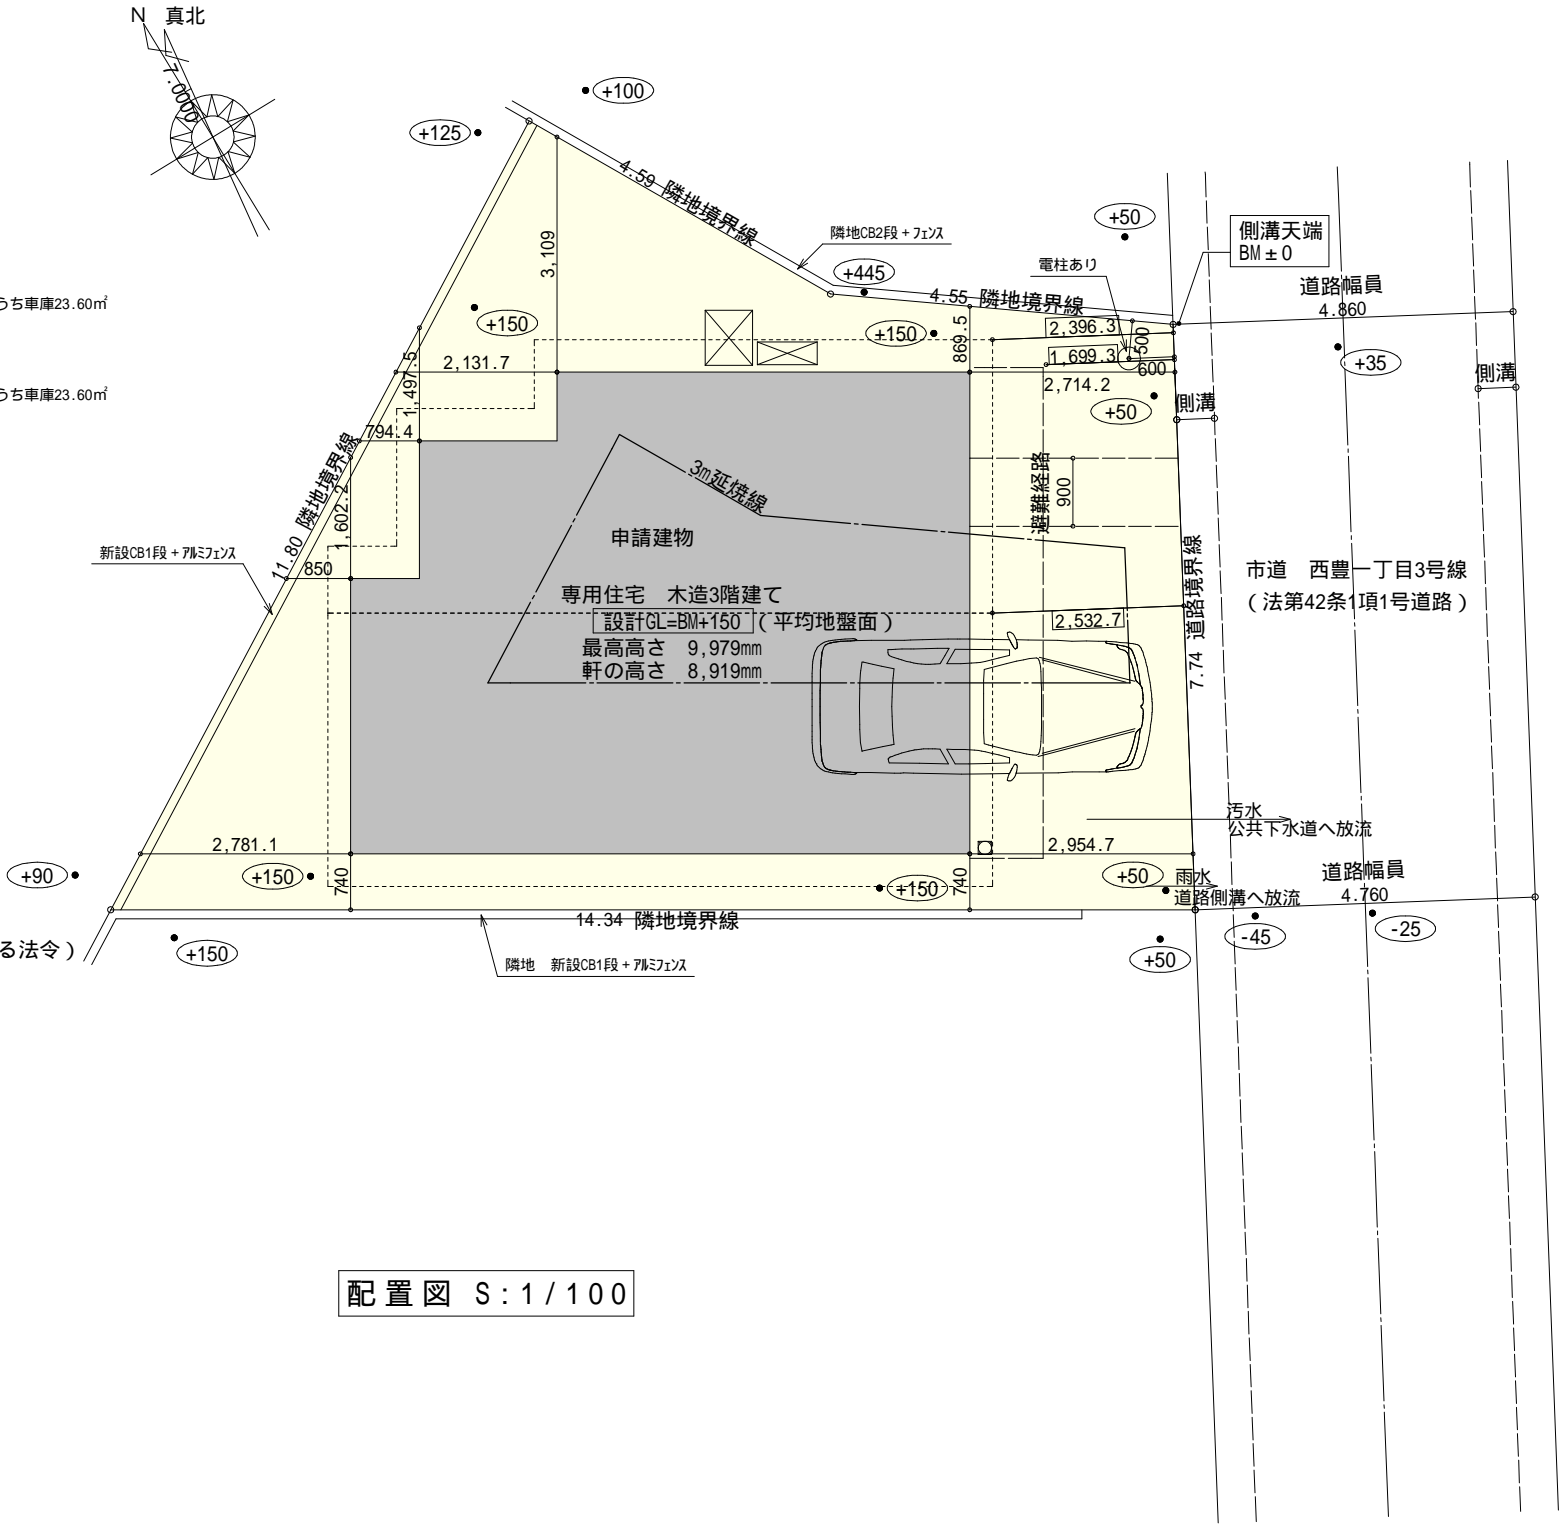 N 真北
7.0000
+100
+125
4.59 隣地境界線
隣地CB2段+フェンス
+50
側溝天端
BM±0
+445
電柱あり
道路幅員
4.860
4.55 隣地境界線
3,109
うち車庫23.60㎡
+150
+150
869.5
2,396.3
500
1,699.3
600
+35
側溝
2,131.7
1,497.5
2,714.2
うち車庫23.60㎡
+50
側溝
794.4
11.80 隣地境界線
1,602.2
3m延焼線
避難経路
900
申請建物
新設CB1段+アルミフェンス
850
7.74 道路境界線
市道 西豊一丁目3号線
(法第42条1項1号道路)
専用住宅 木造3階建て
設計GL=BM+150 (平均地盤面)
最高高さ 9,979㎜
軒の高さ 8,919㎜
2,532.7
汚水
公共下水道へ放流
2,781.1
2,954.7
+90
+150
740
+150
740
+50
雨水
道路側溝へ放流
道路幅員
4.760
14.34 隣地境界線
-45
-25
る法令)
+150
隣地 新設CB1段+アルミフェンス
+50
配置図 S:1/100